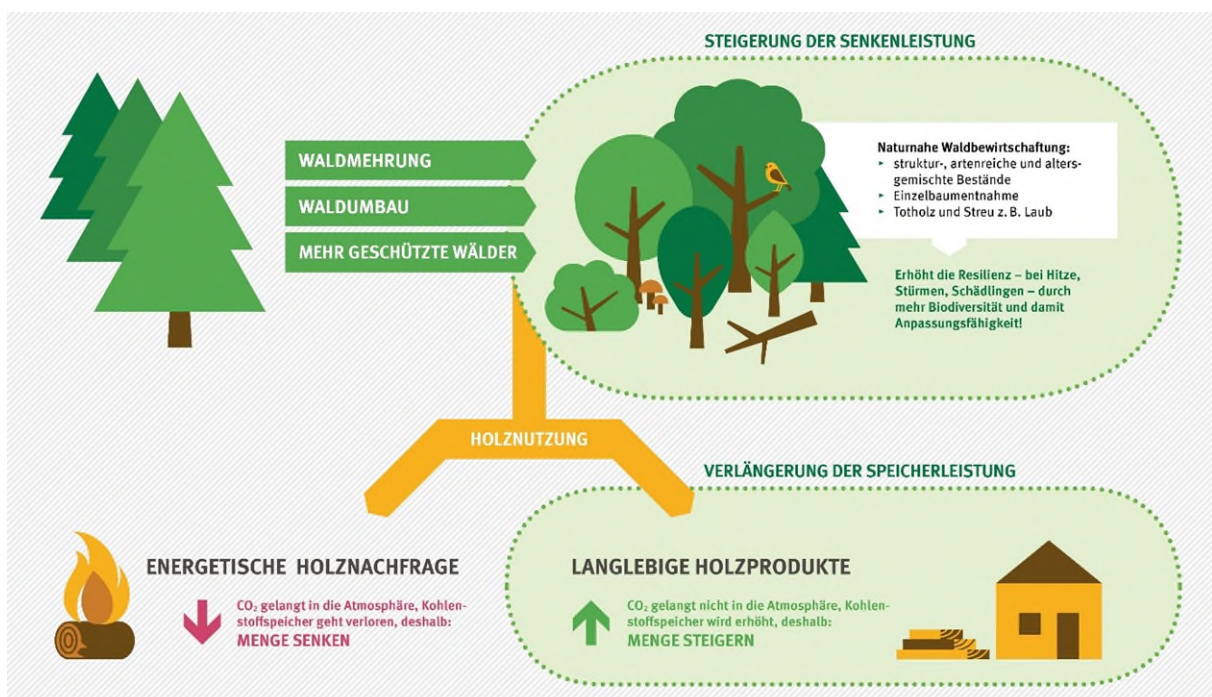 STEIGERUNG DER SENKENLEISTUNG
WALDMEHRUNG
WALDUMBAU
MEHR GESCHÜTZTE WÄLDER
Naturnahe Waldbewirtschaftung:
▸ struktur-, artenreiche und alters-
gemischte Bestände
▸ Einzelbaumentnahme
▸ Totholz und Streu z. B. Laub
Erhöht die Resilienz – bei Hitze,
Stürmen, Schädlingen – durch
mehr Biodiversität und damit
Anpassungsfähigkeit!
HOLZNUTZUNG
VERLÄNGERUNG DER SPEICHERLEISTUNG
ENERGETISCHE HOLZNACHFRAGE
CO₂ gelangt in die Atmosphäre, Kohlen-
stoffspeicher geht verloren, deshalb:
MENGE SENKEN
LANGLEBIGE HOLZPRODUKTE
CO₂ gelangt nicht in die Atmosphäre, Kohlen-
stoffspeicher wird erhöht, deshalb:
MENGE STEIGERN